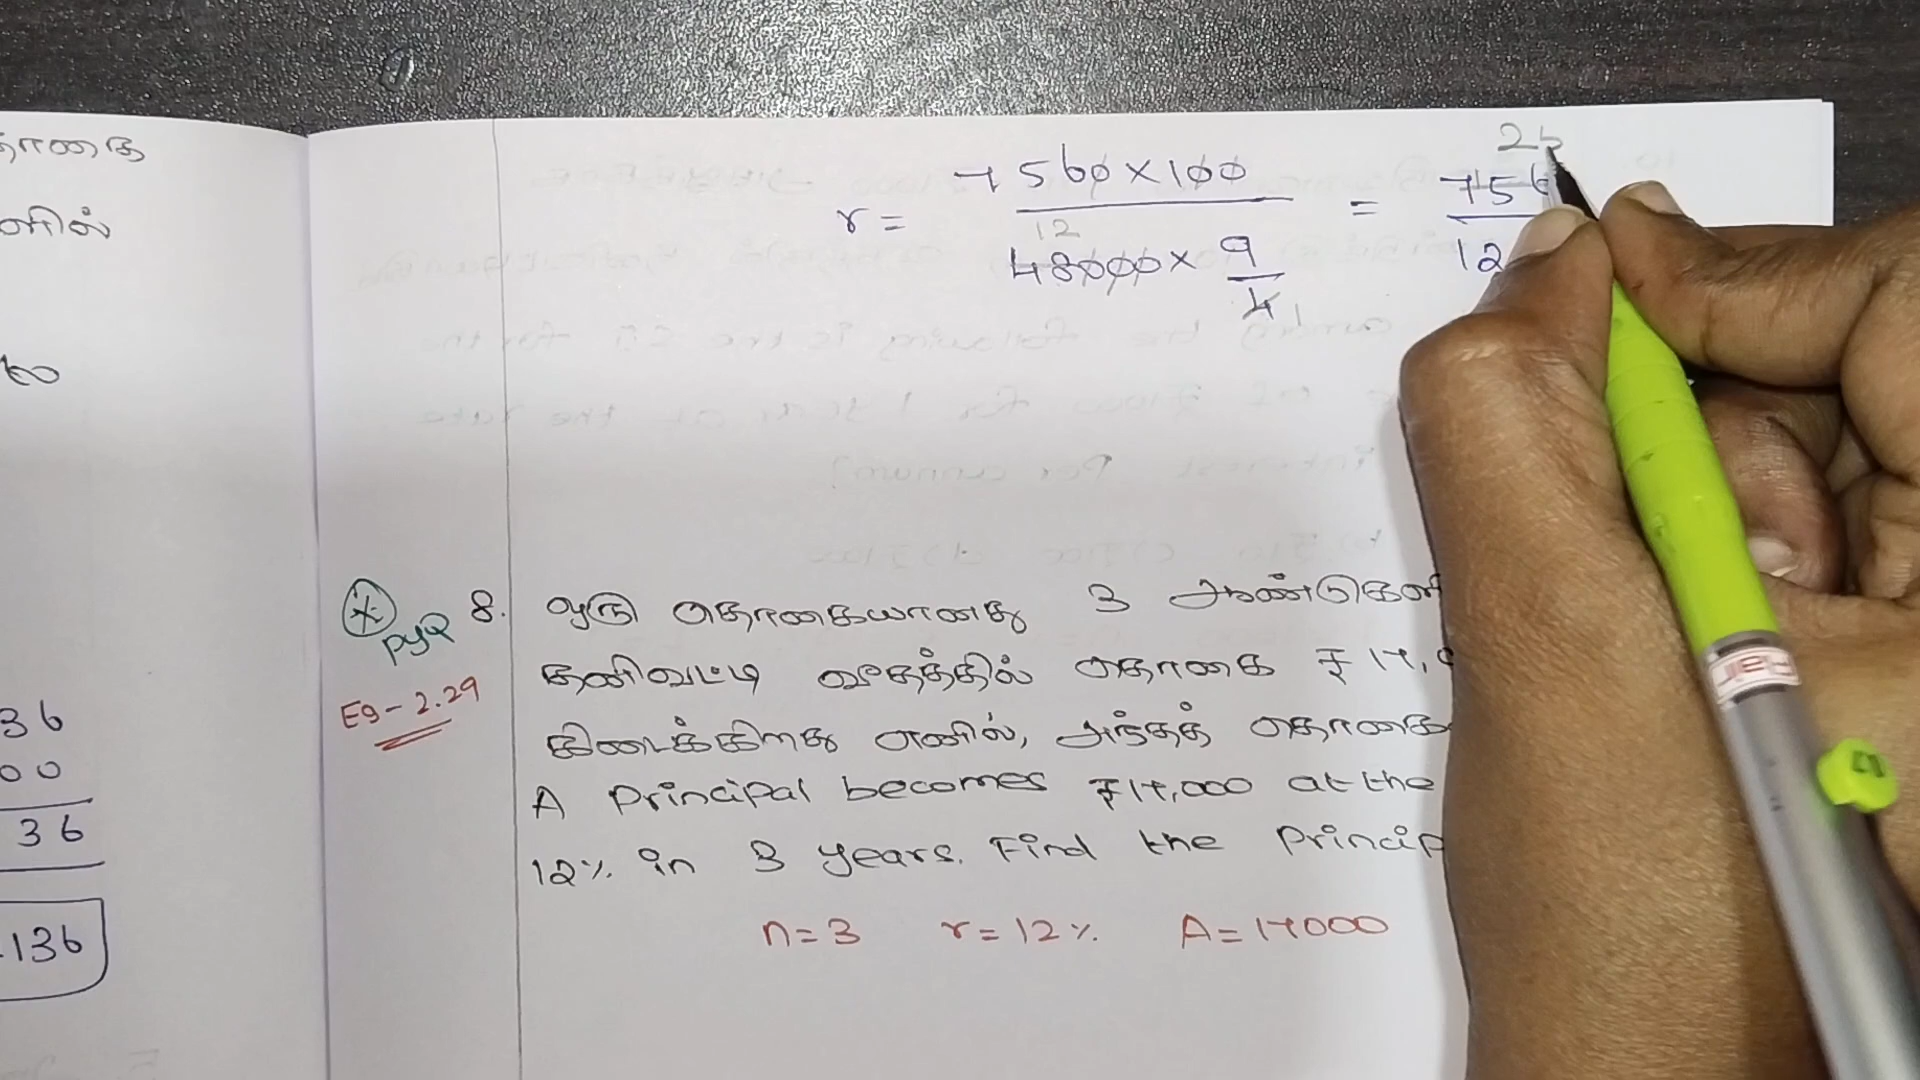 r = 7560 × 100 = 756
12
48000 × 9/4 1
12
25
36
00
36
136
* PYQ 8. ஒரு தொகையானது 3 ஆண்டுகளி
Eg - 2.29
தனிவட்டி வீதத்தில் தொகை ₹17,
கிடைக்கிறது எனில், அந்தத் தொகை
A Principal becomes ₹17,000 at the
12% in 3 years. Find the Princip
n = 3 r = 12% A = 17000